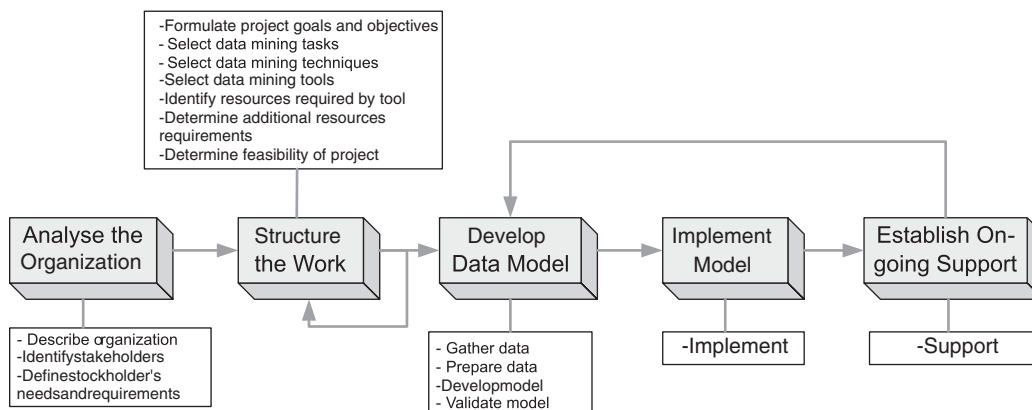 -Formulate project goals and objectives
- Select data mining tasks
- Select data mining techniques
-Select data mining tools
-Identify resources required by tool
-Determine additional resources
requirements
-Determine feasibility of project
Analyse the
Organization
Structure
the Work
Develop
Data Model
Implement
Model
Establish On-
going Support
- Describe organization
-Identifystakeholders
-Definestockholder's
needsandrequirements
- Gather data
- Prepare data
-Developmodel
- Validate model
-Implement
-Support